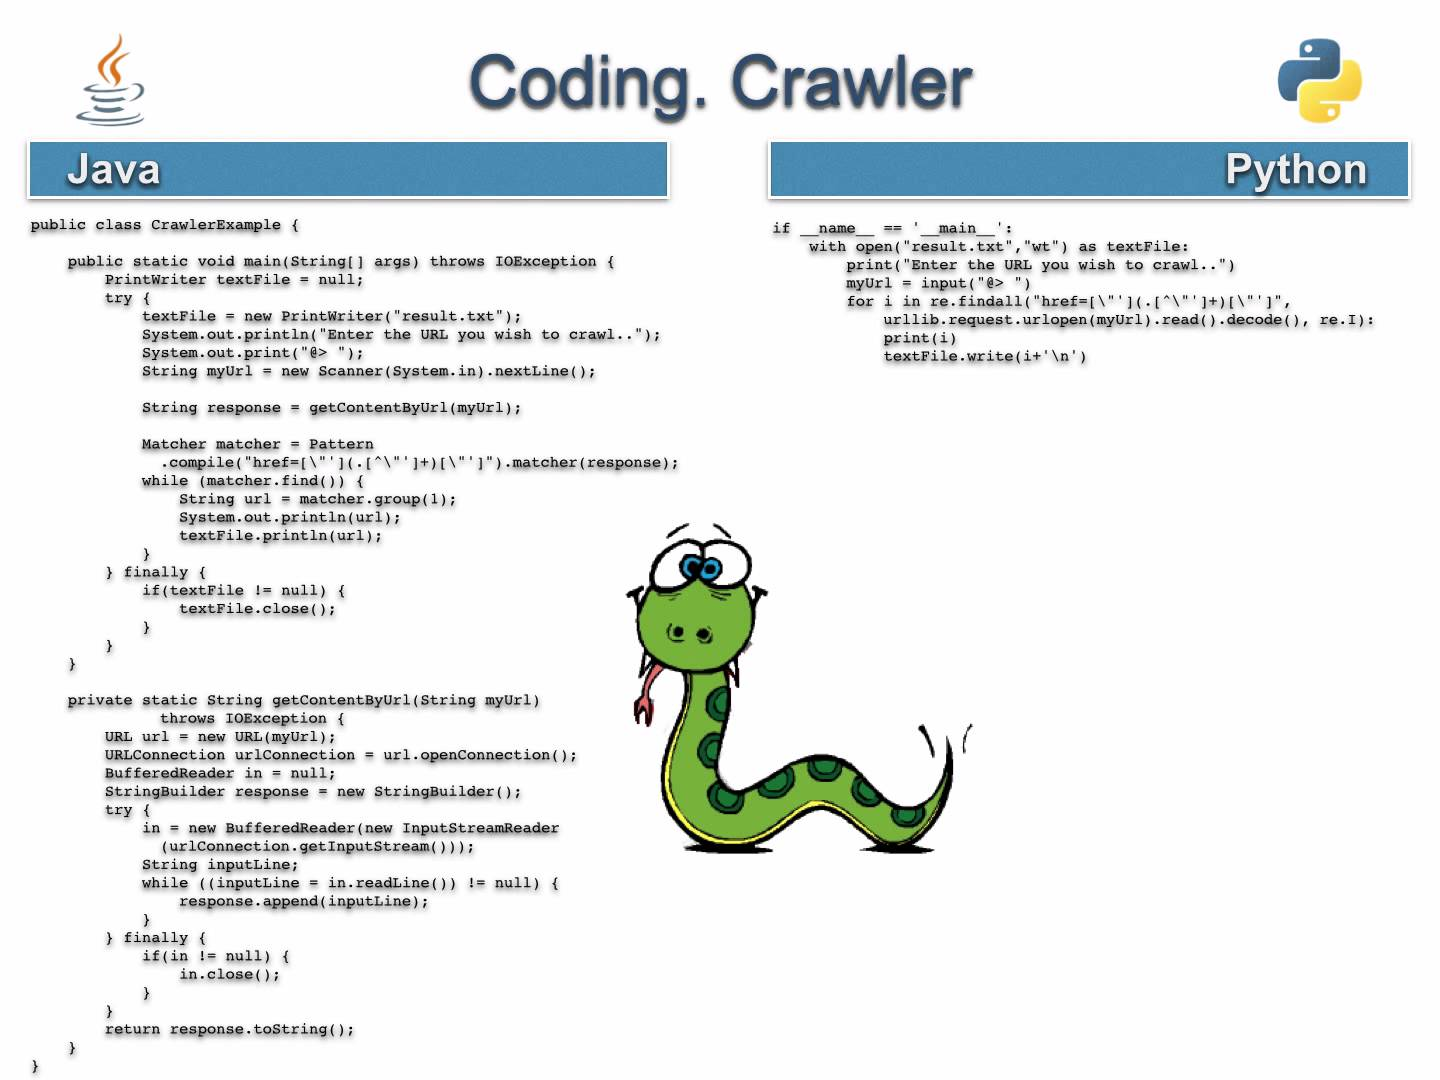 Coding. Crawler
Java
public class CrawlerExample {
    public static void main(String[] args) throws IOException {
        PrintWriter textFile = null;
        try {
            textFile = new PrintWriter("result.txt");
            System.out.println("Enter the URL you wish to crawl..");
            System.out.print("@> ");
            String myUrl = new Scanner(System.in).nextLine();
            String response = getContentByUrl(myUrl);
            Matcher matcher = Pattern
              .compile("href=[\"'](.[^\"']+)[\"']").matcher(response);
            while (matcher.find()) {
                String url = matcher.group(1);
                System.out.println(url);
                textFile.println(url);
            }
        } finally {
            if(textFile != null) {
                textFile.close();
            }
        }
    }
    private static String getContentByUrl(String myUrl)
              throws IOException {
        URL url = new URL(myUrl);
        URLConnection urlConnection = url.openConnection();
        BufferedReader in = null;
        StringBuilder response = new StringBuilder();
        try {
            in = new BufferedReader(new InputStreamReader
              (urlConnection.getInputStream()));
            String inputLine;
            while ((inputLine = in.readLine()) != null) {
                response.append(inputLine);
            }
        } finally {
            if(in != null) {
                in.close();
            }
        }
        return response.toString();
    }
}
Python
if __name__ == '__main__':
    with open("result.txt","wt") as textFile:
        print("Enter the URL you wish to crawl..")
        myUrl = input("@> ")
        for i in re.findall("href=[\"'](.[^\"']+)[\"']",
            urllib.request.urlopen(myUrl).read().decode(), re.I):
            print(i)
            textFile.write(i+'\n')